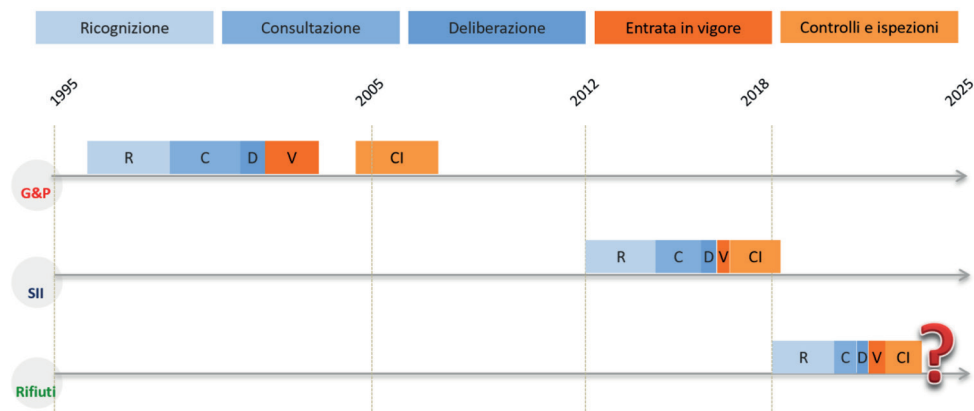 Ricognizione Consultazione Deliberazione Entrata in vigore Controlli e ispezioni
1995 2005 2012 2018 2025
R C D V CI
G&P
R C D V CI
SII
R C D V CI ?
Rifiuti